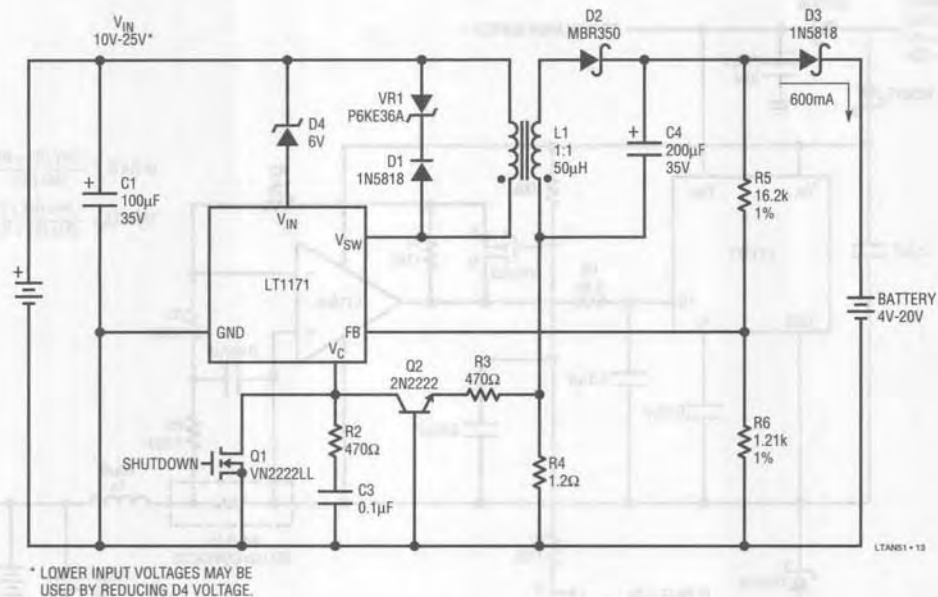 V_IN
10V-25V*
D2
MBR350
D3
1N5818
600mA
VR1
P6KE36A
D4
6V
L1
1:1
50µH
C4
200µF
35V
D1
1N5818
C1
100µF
35V
R5
16.2k
1%
V_IN
V_SW
LT1171
GND
FB
V_C
BATTERY
4V-20V
Q2
2N2222
R3
470Ω
R2
470Ω
R6
1.21k
1%
SHUTDOWN
Q1
VN2222LL
R4
1.2Ω
C3
0.1µF
LTAN51 • 13
* LOWER INPUT VOLTAGES MAY BE
USED BY REDUCING D4 VOLTAGE.